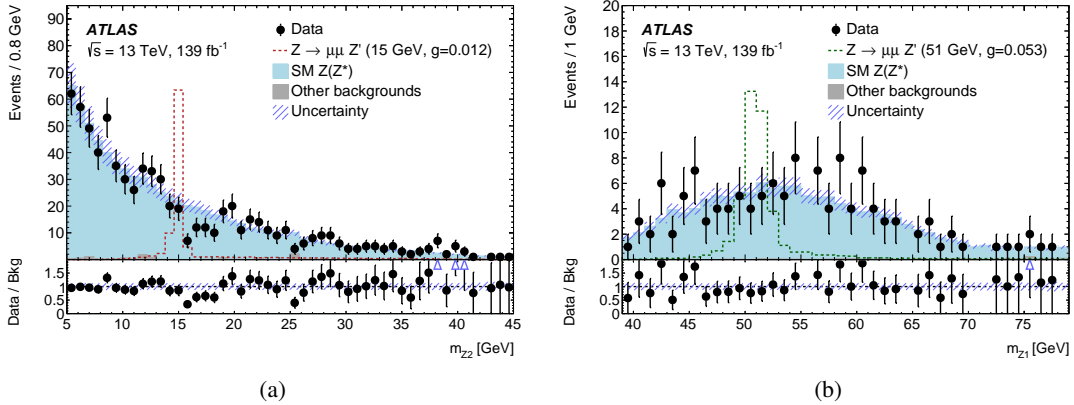 Events / 0.8 GeV
90
80
70
60
50
40
30
20
10
ATLAS
√s = 13 TeV, 139 fb⁻¹
Data
Z → μμ Z' (15 GeV, g=0.012)
SM Z(Z*)
Other backgrounds
Uncertainty
Data / Bkg
1.5
1
0.5
0
5 10 15 20 25 30 35 40 45
m_Z2 [GeV]
(a)
Events / 1 GeV
20
18
16
14
12
10
8
6
4
2
0
ATLAS
√s = 13 TeV, 139 fb⁻¹
Data
Z → μμ Z' (51 GeV, g=0.053)
SM Z(Z*)
Other backgrounds
Uncertainty
Data / Bkg
1.5
1
0.5
0
40 45 50 55 60 65 70 75
m_Z1 [GeV]
(b)